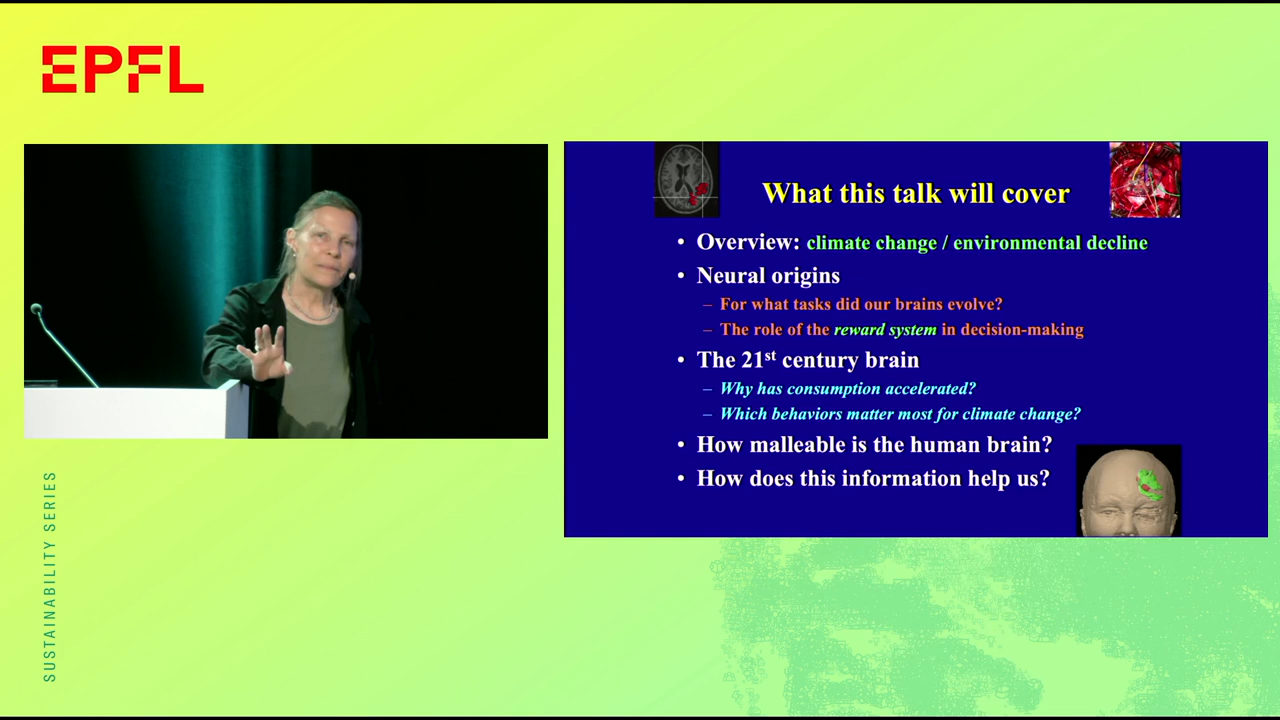 EPFL
What this talk will cover
• Overview: climate change / environmental decline
• Neural origins
– For what tasks did our brains evolve?
– The role of the reward system in decision-making
• The 21st century brain
– Why has consumption accelerated?
– Which behaviors matter most for climate change?
• How malleable is the human brain?
• How does this information help us?
SUSTAINABILITY SERIES